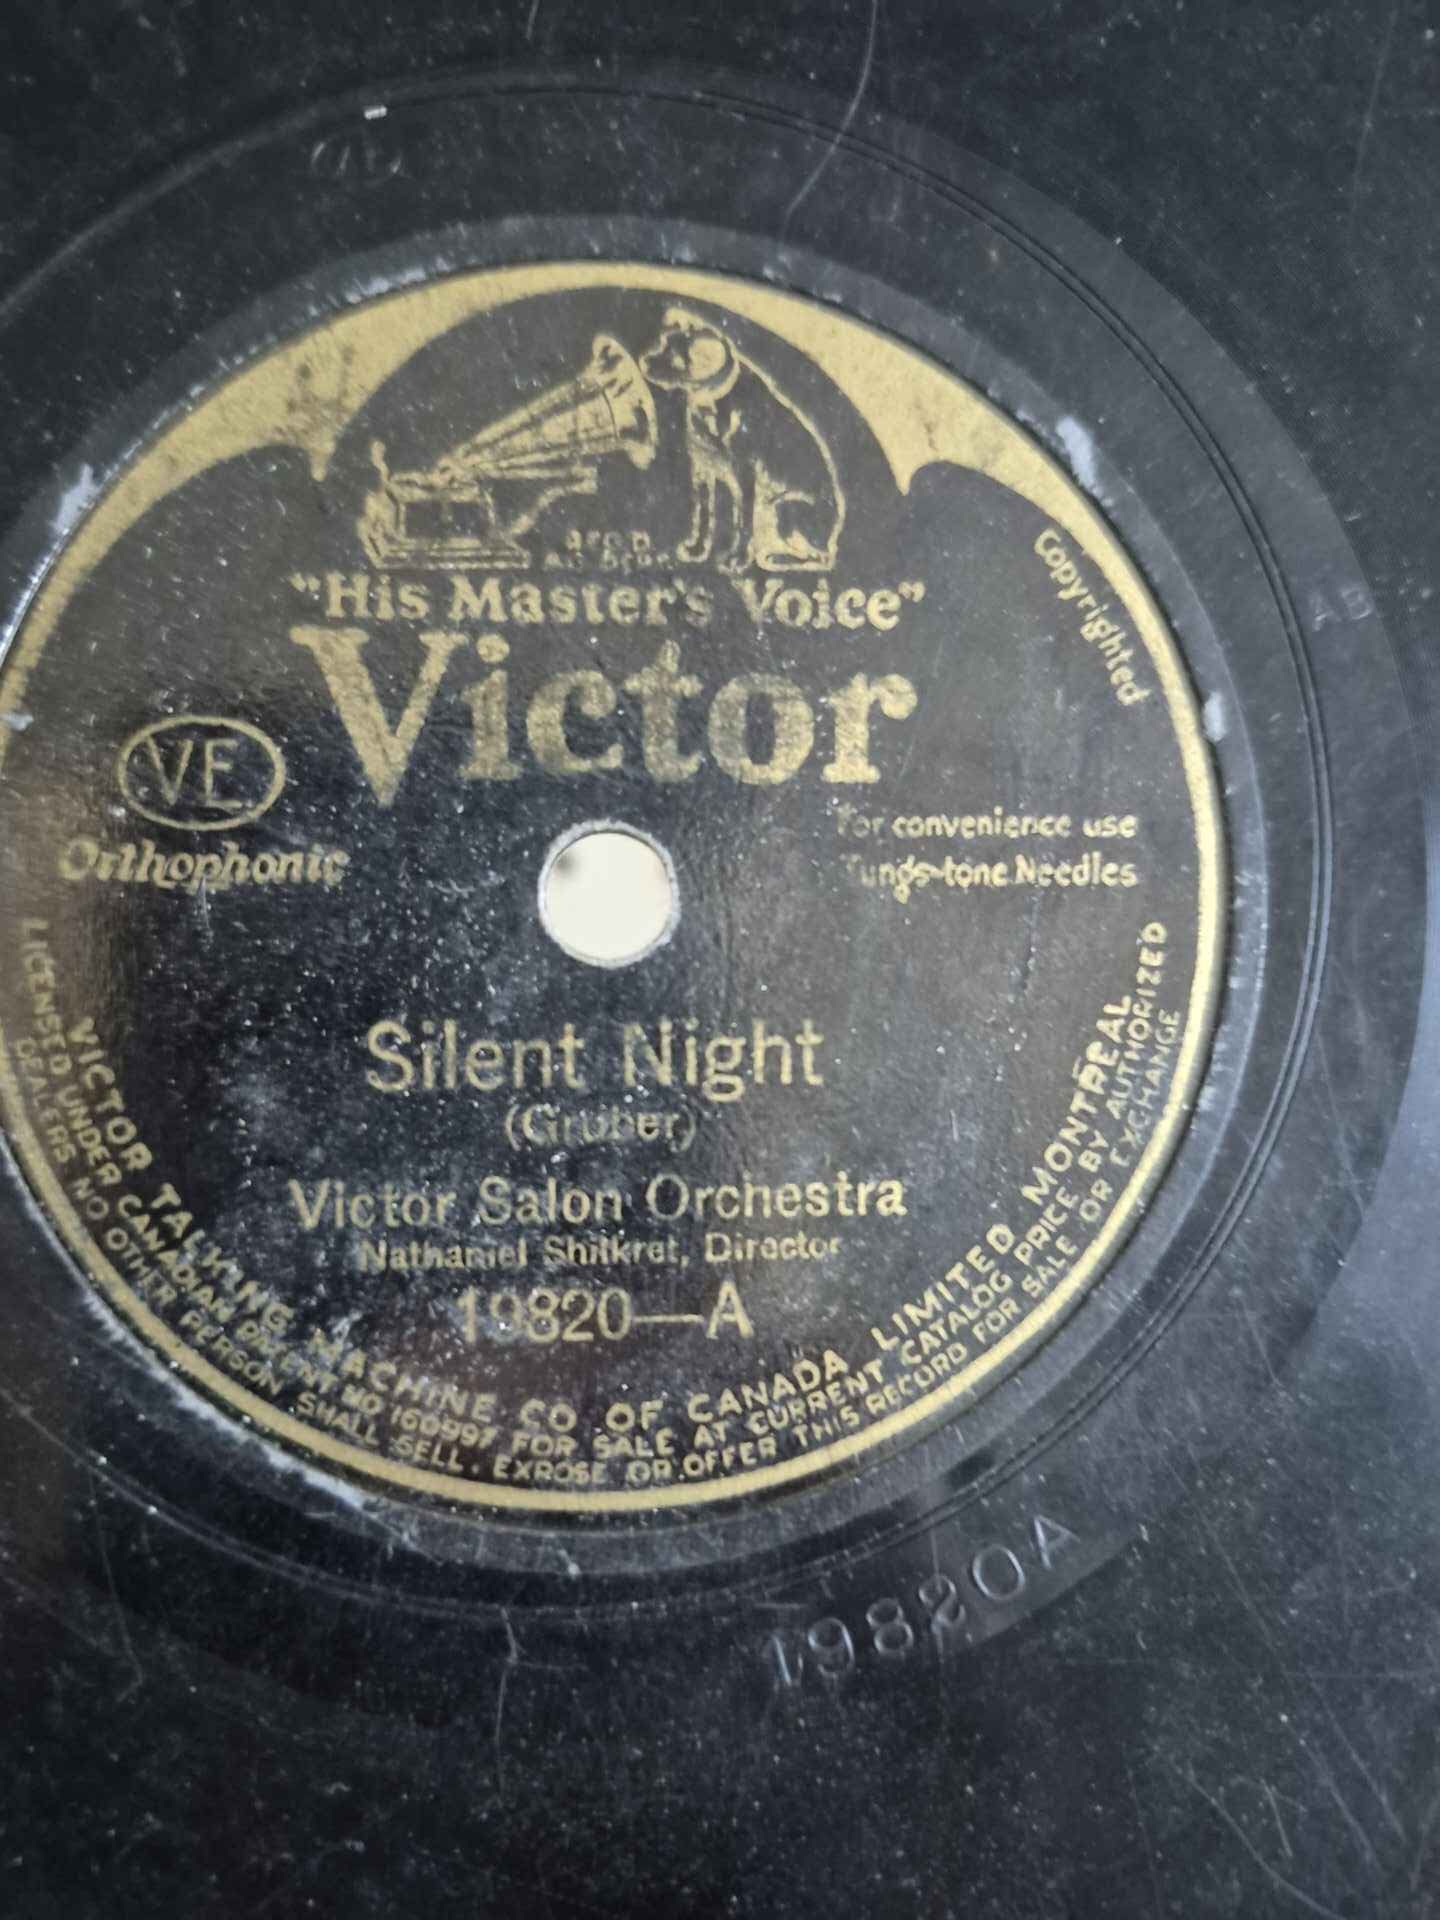 "His Master's Voice"
Victor
Copyrighted
VE
Orthophonic
For convenience use
Tungs-tone Needles
Silent Night
(Gruber)
Victor Salon Orchestra
Nathaniel Shilkret, Director
19820—A
VICTOR TALKING MACHINE CO OF CANADA LIMITED MONTREAL
LICENSED UNDER CANADIAN PATENT NO 160997 FOR SALE AT CURRENT CATALOG PRICE BY AUTHORIZED
DEALERS NO OTHER PERSON SHALL SELL. EXPOSE OR OFFER THIS RECORD FOR SALE OR EXCHANGE
19820A